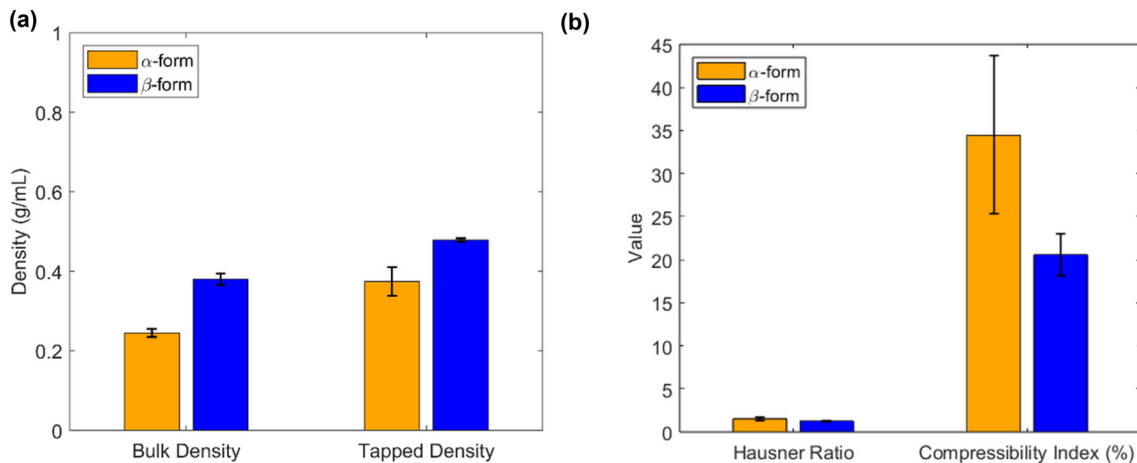 (a)
1
0.8
0.6
0.4
0.2
0
Density (g/mL)
α-form
β-form
Bulk Density
Tapped Density
(b)
45
40
35
30
25
20
15
10
5
0
Value
α-form
β-form
Hausner Ratio
Compressibility Index (%)